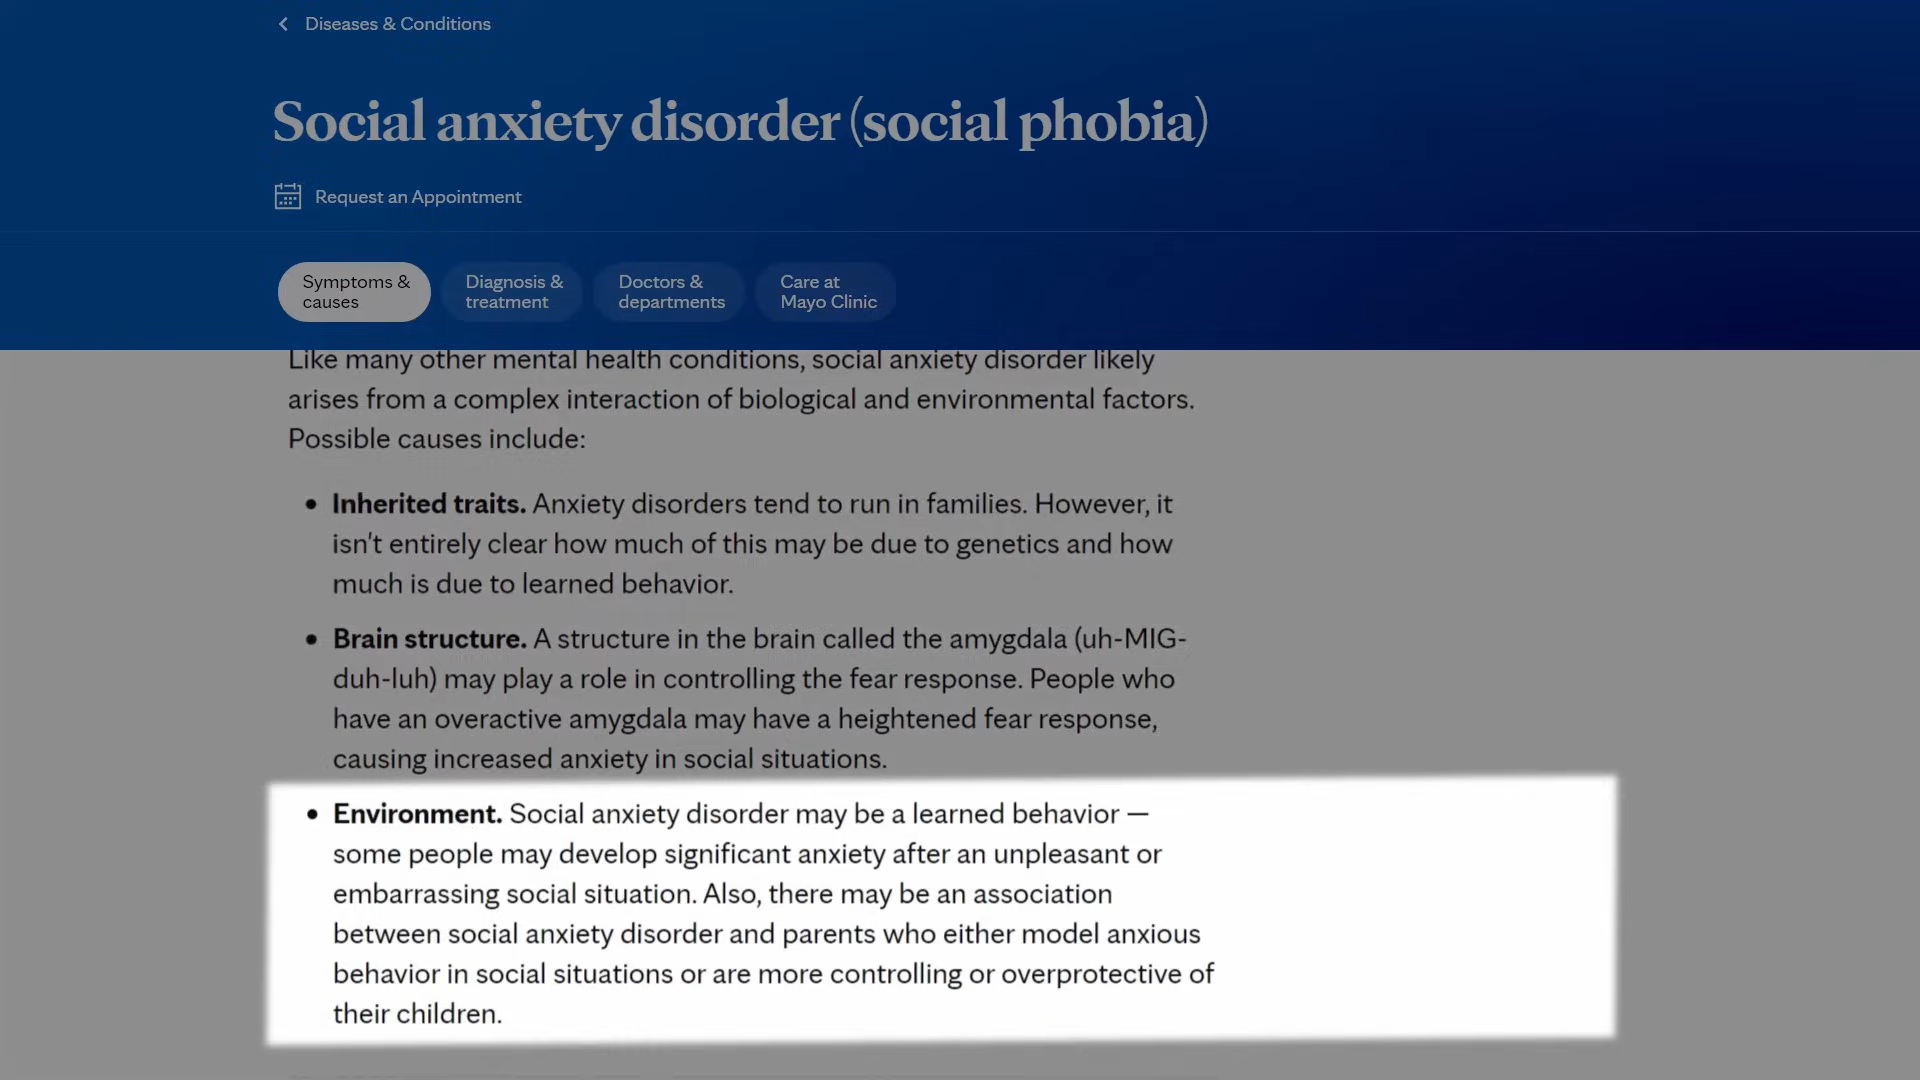 Diseases & Conditions
Social anxiety disorder (social phobia)
Request an Appointment
Symptoms &
causes
Diagnosis &
treatment
Doctors &
departments
Care at
Mayo Clinic
Like many other mental health conditions, social anxiety disorder likely
arises from a complex interaction of biological and environmental factors.
Possible causes include:
• Inherited traits. Anxiety disorders tend to run in families. However, it
isn't entirely clear how much of this may be due to genetics and how
much is due to learned behavior.
• Brain structure. A structure in the brain called the amygdala (uh-MIG-
duh-luh) may play a role in controlling the fear response. People who
have an overactive amygdala may have a heightened fear response,
causing increased anxiety in social situations.
• Environment. Social anxiety disorder may be a learned behavior —
some people may develop significant anxiety after an unpleasant or
embarrassing social situation. Also, there may be an association
between social anxiety disorder and parents who either model anxious
behavior in social situations or are more controlling or overprotective of
their children.